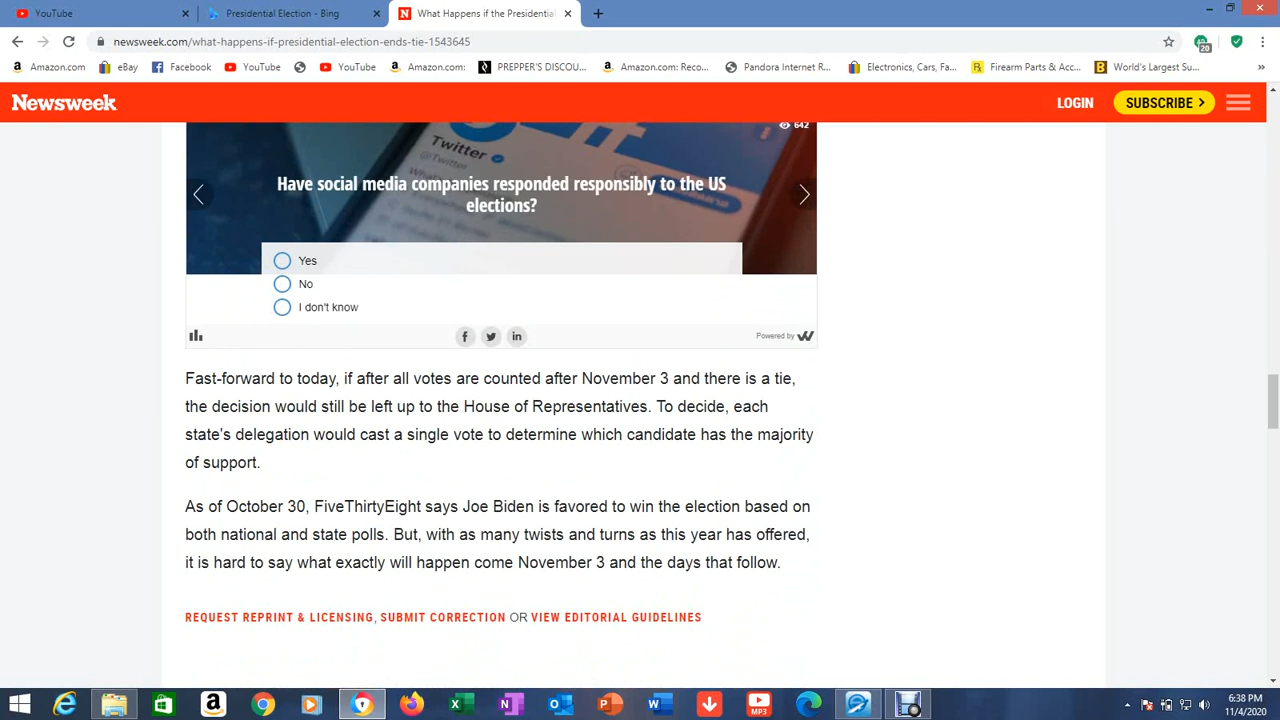 YouTube
Presidential Election - Bing
What Happens if the Presidential
newsweek.com/what-happens-if-presidential-election-ends-tie-1543645
20
Amazon.com
eBay
Facebook
YouTube
YouTube
Amazon.com:
PREPPER'S DISCOU...
Amazon.com: Reco...
Pandora Internet R...
Electronics, Cars, Fa...
Firearm Parts & Acc...
World's Largest Su...
»
Newsweek
LOGIN
SUBSCRIBE >
642
Twitter
@Twitter
Have social media companies responded responsibly to the US
elections?
Yes
No
I don't know
Powered by
Fast-forward to today, if after all votes are counted after November 3 and there is a tie,
the decision would still be left up to the House of Representatives. To decide, each
state's delegation would cast a single vote to determine which candidate has the majority
of support.
As of October 30, FiveThirtyEight says Joe Biden is favored to win the election based on
both national and state polls. But, with as many twists and turns as this year has offered,
it is hard to say what exactly will happen come November 3 and the days that follow.
REQUEST REPRINT & LICENSING, SUBMIT CORRECTION OR VIEW EDITORIAL GUIDELINES
MP3
6:38 PM
11/4/2020